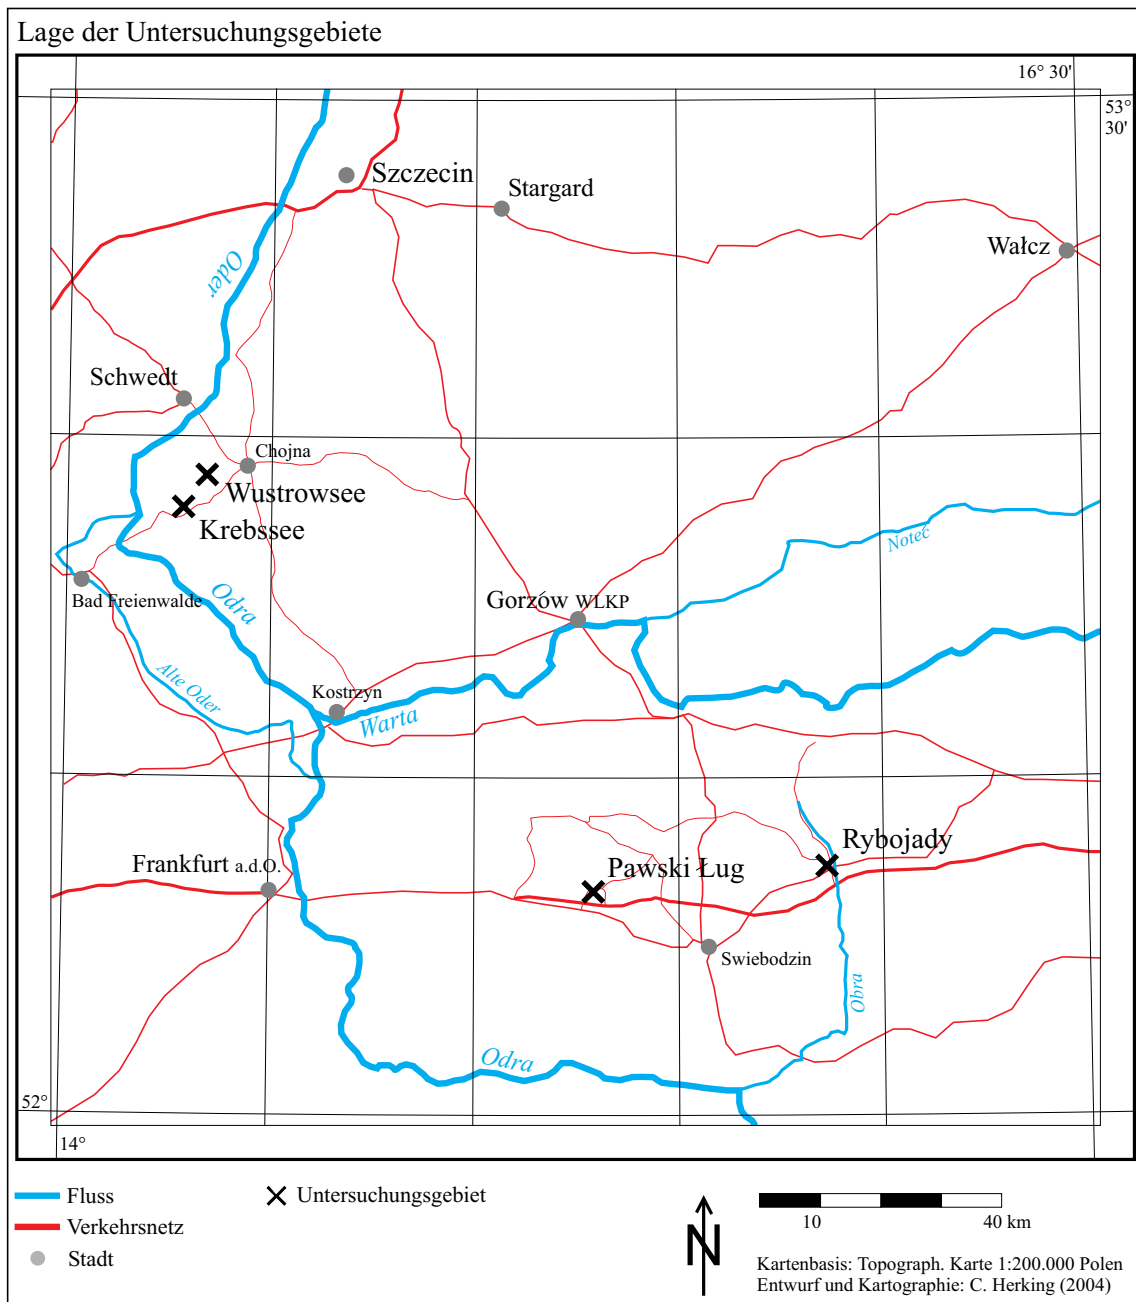 Lage der Untersuchungsgebiete
16° 30'
53°
30'
Szczecin
Stargard
Wałcz
Oder
Schwedt
Chojna
Wustrowsee
Krebssee
Noteć
Bad Freienwalde
Odra
Gorzów WLKP
Alte Oder
Kostrzyn
Warta
Rybojady
Frankfurt a.d.O.
Pawski Ług
Swiebodzin
Obra
Odra
52°
14°
Fluss
Untersuchungsgebiet
Verkehrsnetz
Stadt
N
10 40 km
Kartenbasis: Topograph. Karte 1:200.000 Polen
Entwurf und Kartographie: C. Herking (2004)